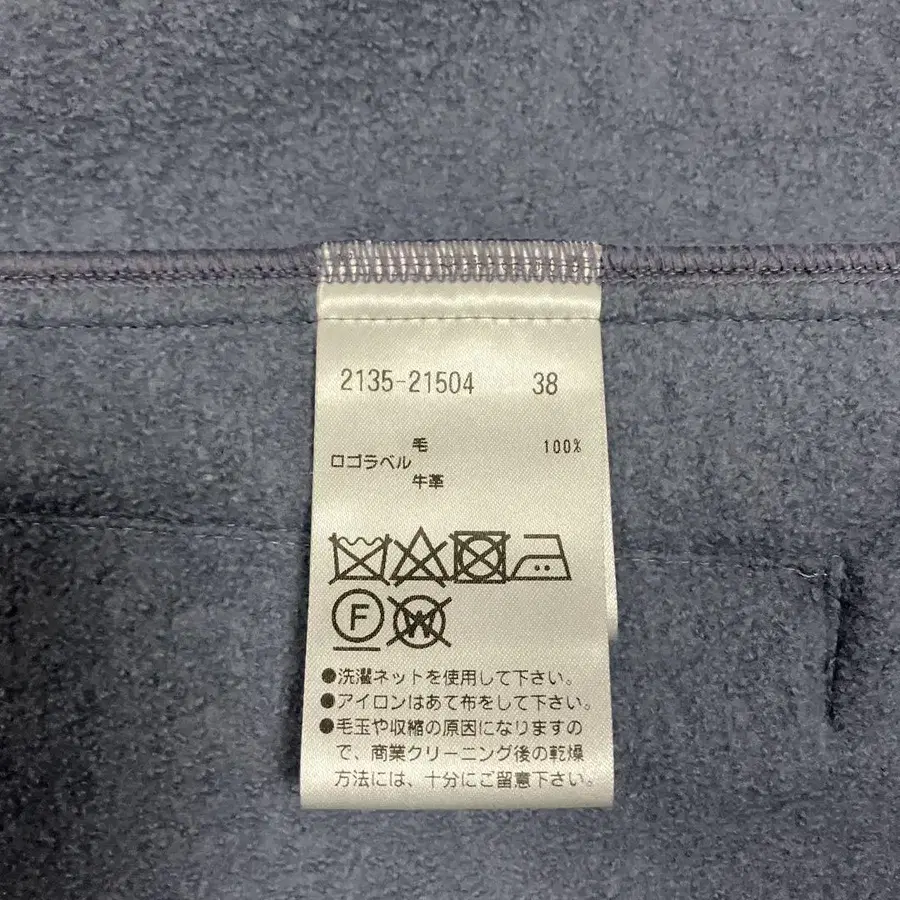 2135-21504 38
毛 100%
ロゴラベル
牛革
F
W
●洗濯ネットを使用して下さい。
●アイロンはあて布をして下さい。
●毛玉や収縮の原因になりますの
で、商業クリーニング後の乾燥
方法には、十分にご留意下さい。